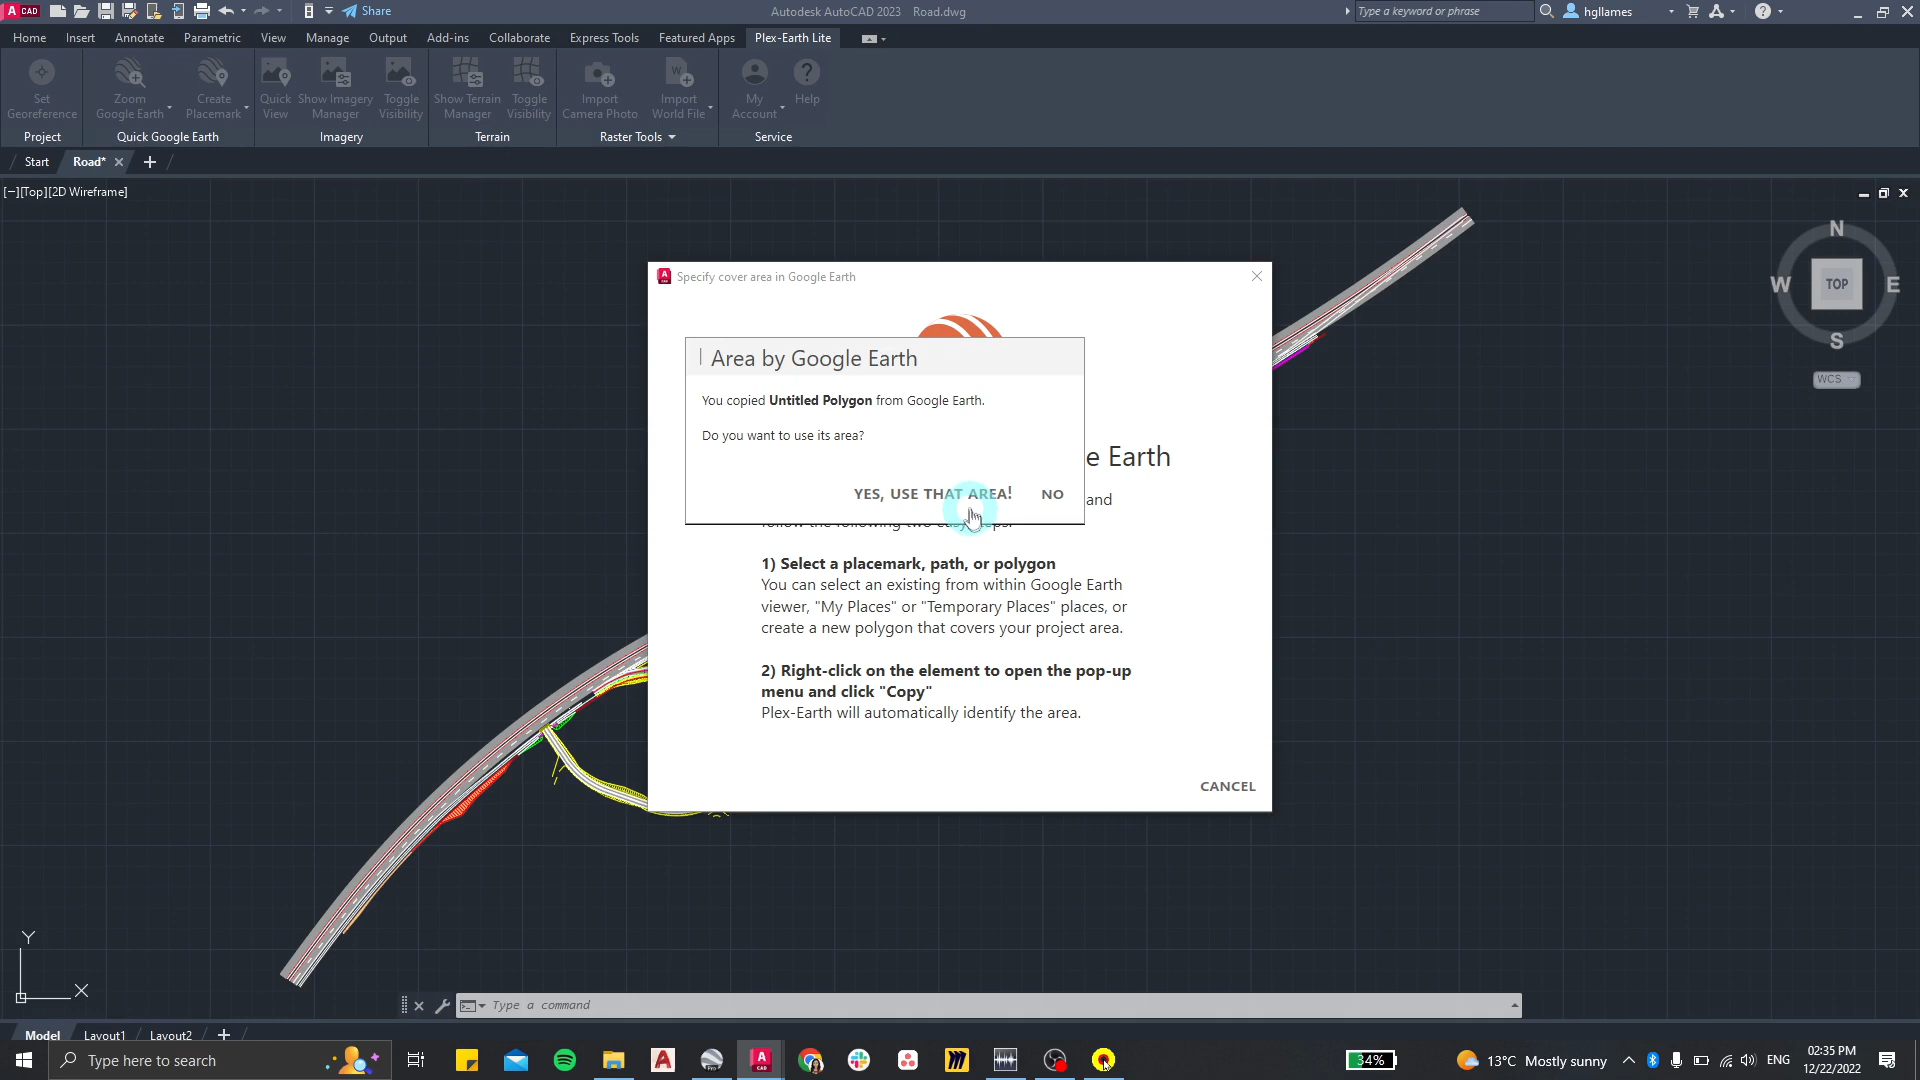 CAD
Share
Autodesk AutoCAD 2023 Road.dwg
Type a keyword or phrase
hgllames
Home Insert Annotate Parametric View Manage Output Add-ins Collaborate Express Tools Featured Apps Plex-Earth Lite
Set Georeference
Zoom Google Earth
Create Placemark
Quick View
Show Imagery Manager
Toggle Visibility
Show Terrain Manager
Toggle Visibility
Import Camera Photo
Import World File
My Account
Help
Project Quick Google Earth Imagery Terrain Raster Tools Service
Start Road*
[−][Top][2D Wireframe]
N
W TOP E
S
WCS
Specify cover area in Google Earth
Area by Google Earth
You copied Untitled Polygon from Google Earth.
Do you want to use its area?
YES, USE THAT AREA! NO
e Earth
and
follow the following two easy steps.
1) Select a placemark, path, or polygon
You can select an existing from within Google Earth
viewer, "My Places" or "Temporary Places" places, or
create a new polygon that covers your project area.
2) Right-click on the element to open the pop-up
menu and click "Copy"
Plex-Earth will automatically identify the area.
CANCEL
Y
X
Type a command
Model Layout1 Layout2
Type here to search
34%
13°C Mostly sunny
ENG
02:35 PM
12/22/2022